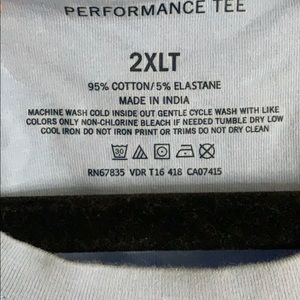 PERFORMANCE TEE
2XLT
95% COTTON/5% ELASTANE
MADE IN INDIA
MACHINE WASH COLD INSIDE OUT GENTLE CYCLE WASH WITH LIKE
COLORS ONLY NON-CHLORINE BLEACH IF NEEDED TUMBLE DRY LOW
COOL IRON DO NOT IRON PRINT OR TRIMS DO NOT DRY CLEAN
30
RN67835 VDR T16 418 CA07415